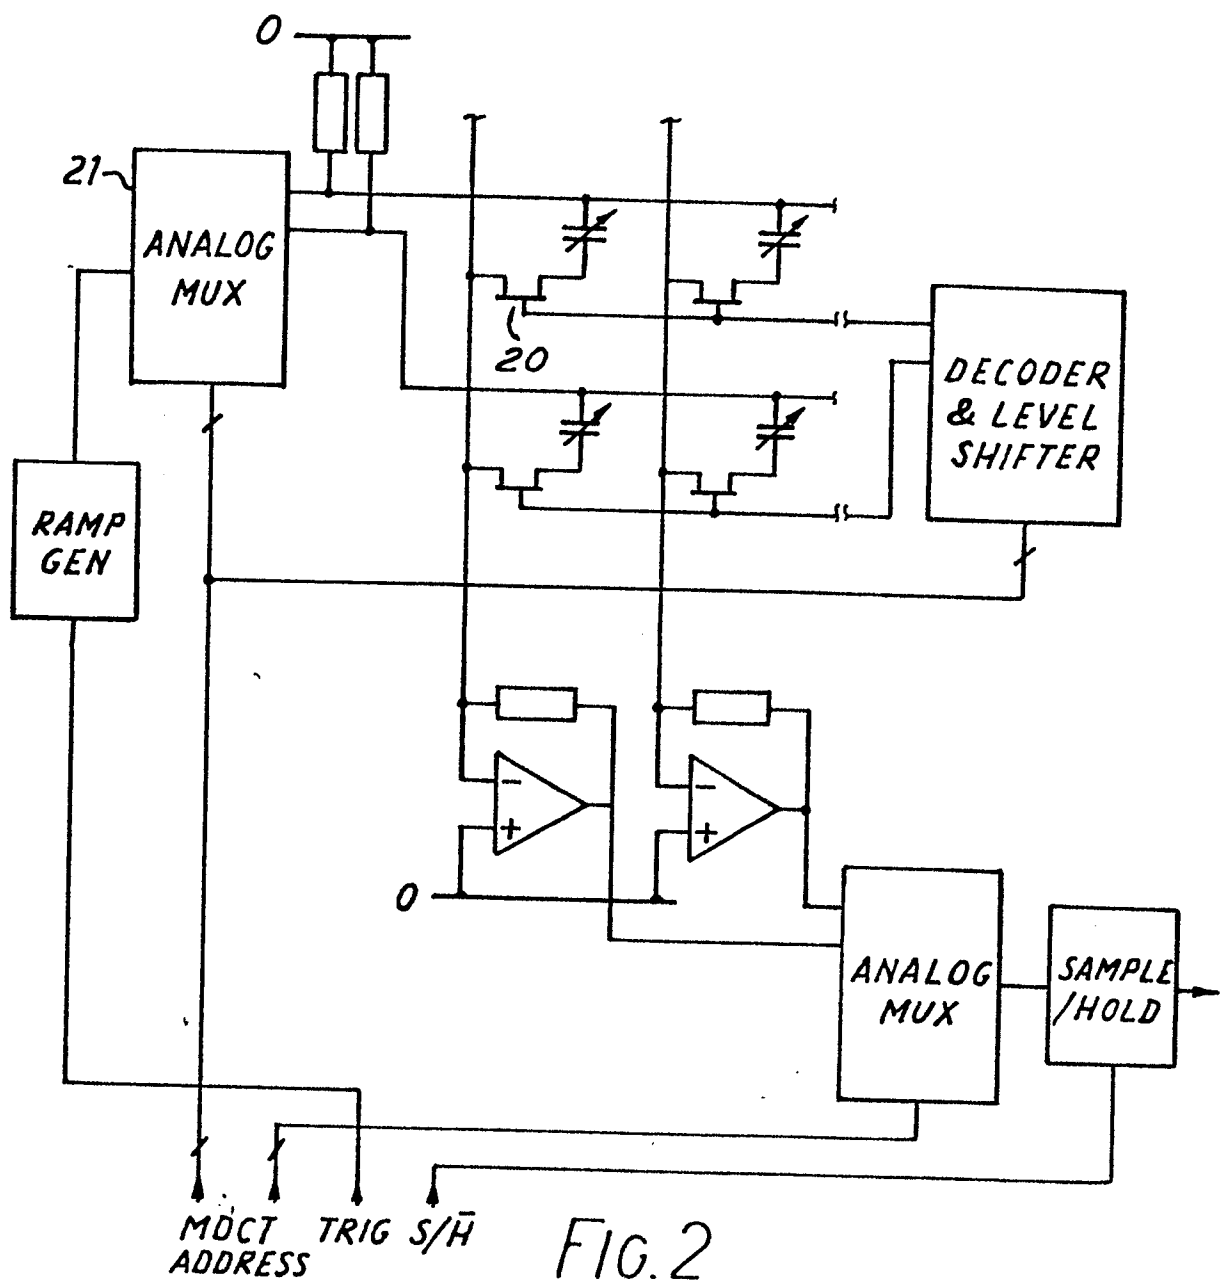 0
21
ANALOG
MUX
20
DECODER
& LEVEL
SHIFTER
RAMP
GEN
−
+
−
+
0
ANALOG
MUX
SAMPLE
/HOLD
MDCT
ADDRESS
TRIG
S/H̅
FIG. 2